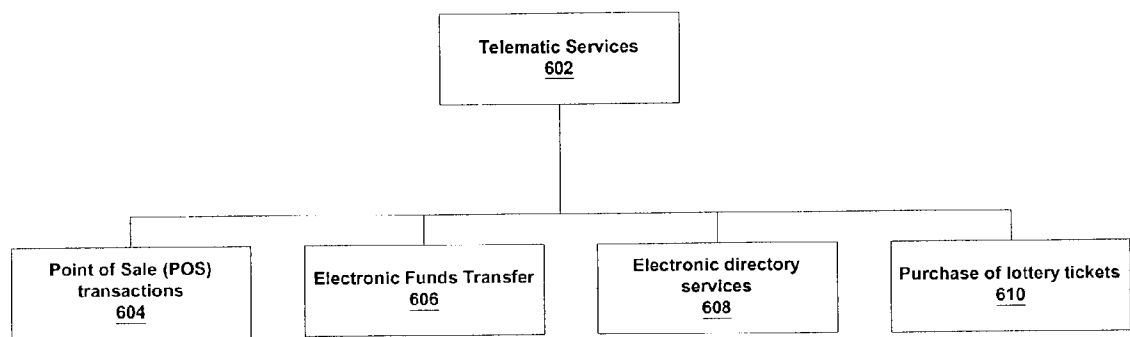 Telematic Services
602
Point of Sale (POS)
transactions
604
Electronic Funds Transfer
606
Electronic directory
services
608
Purchase of lottery tickets
610